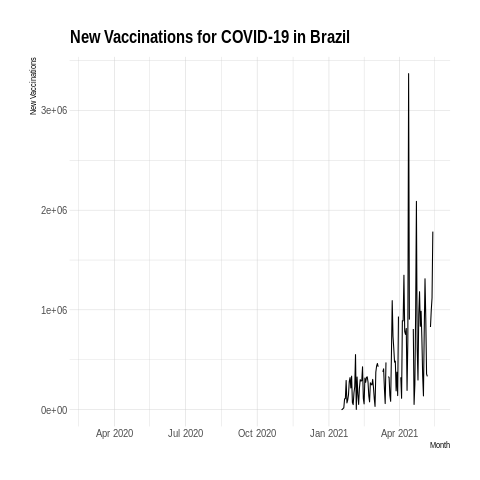 New Vaccinations for COVID-19 in Brazil
New Vaccinations
3e+06
2e+06
1e+06
0e+00
Apr 2020
Jul 2020
Oct 2020
Jan 2021
Apr 2021
Month